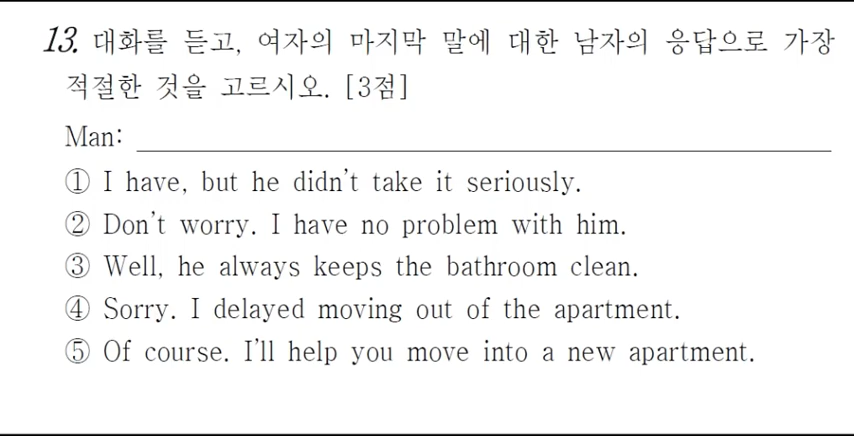 13. 대화를 듣고, 여자의 마지막 말에 대한 남자의 응답으로 가장
적절한 것을 고르시오. [3점]
Man:
① I have, but he didn't take it seriously.
② Don't worry. I have no problem with him.
③ Well, he always keeps the bathroom clean.
④ Sorry. I delayed moving out of the apartment.
⑤ Of course. I'll help you move into a new apartment.